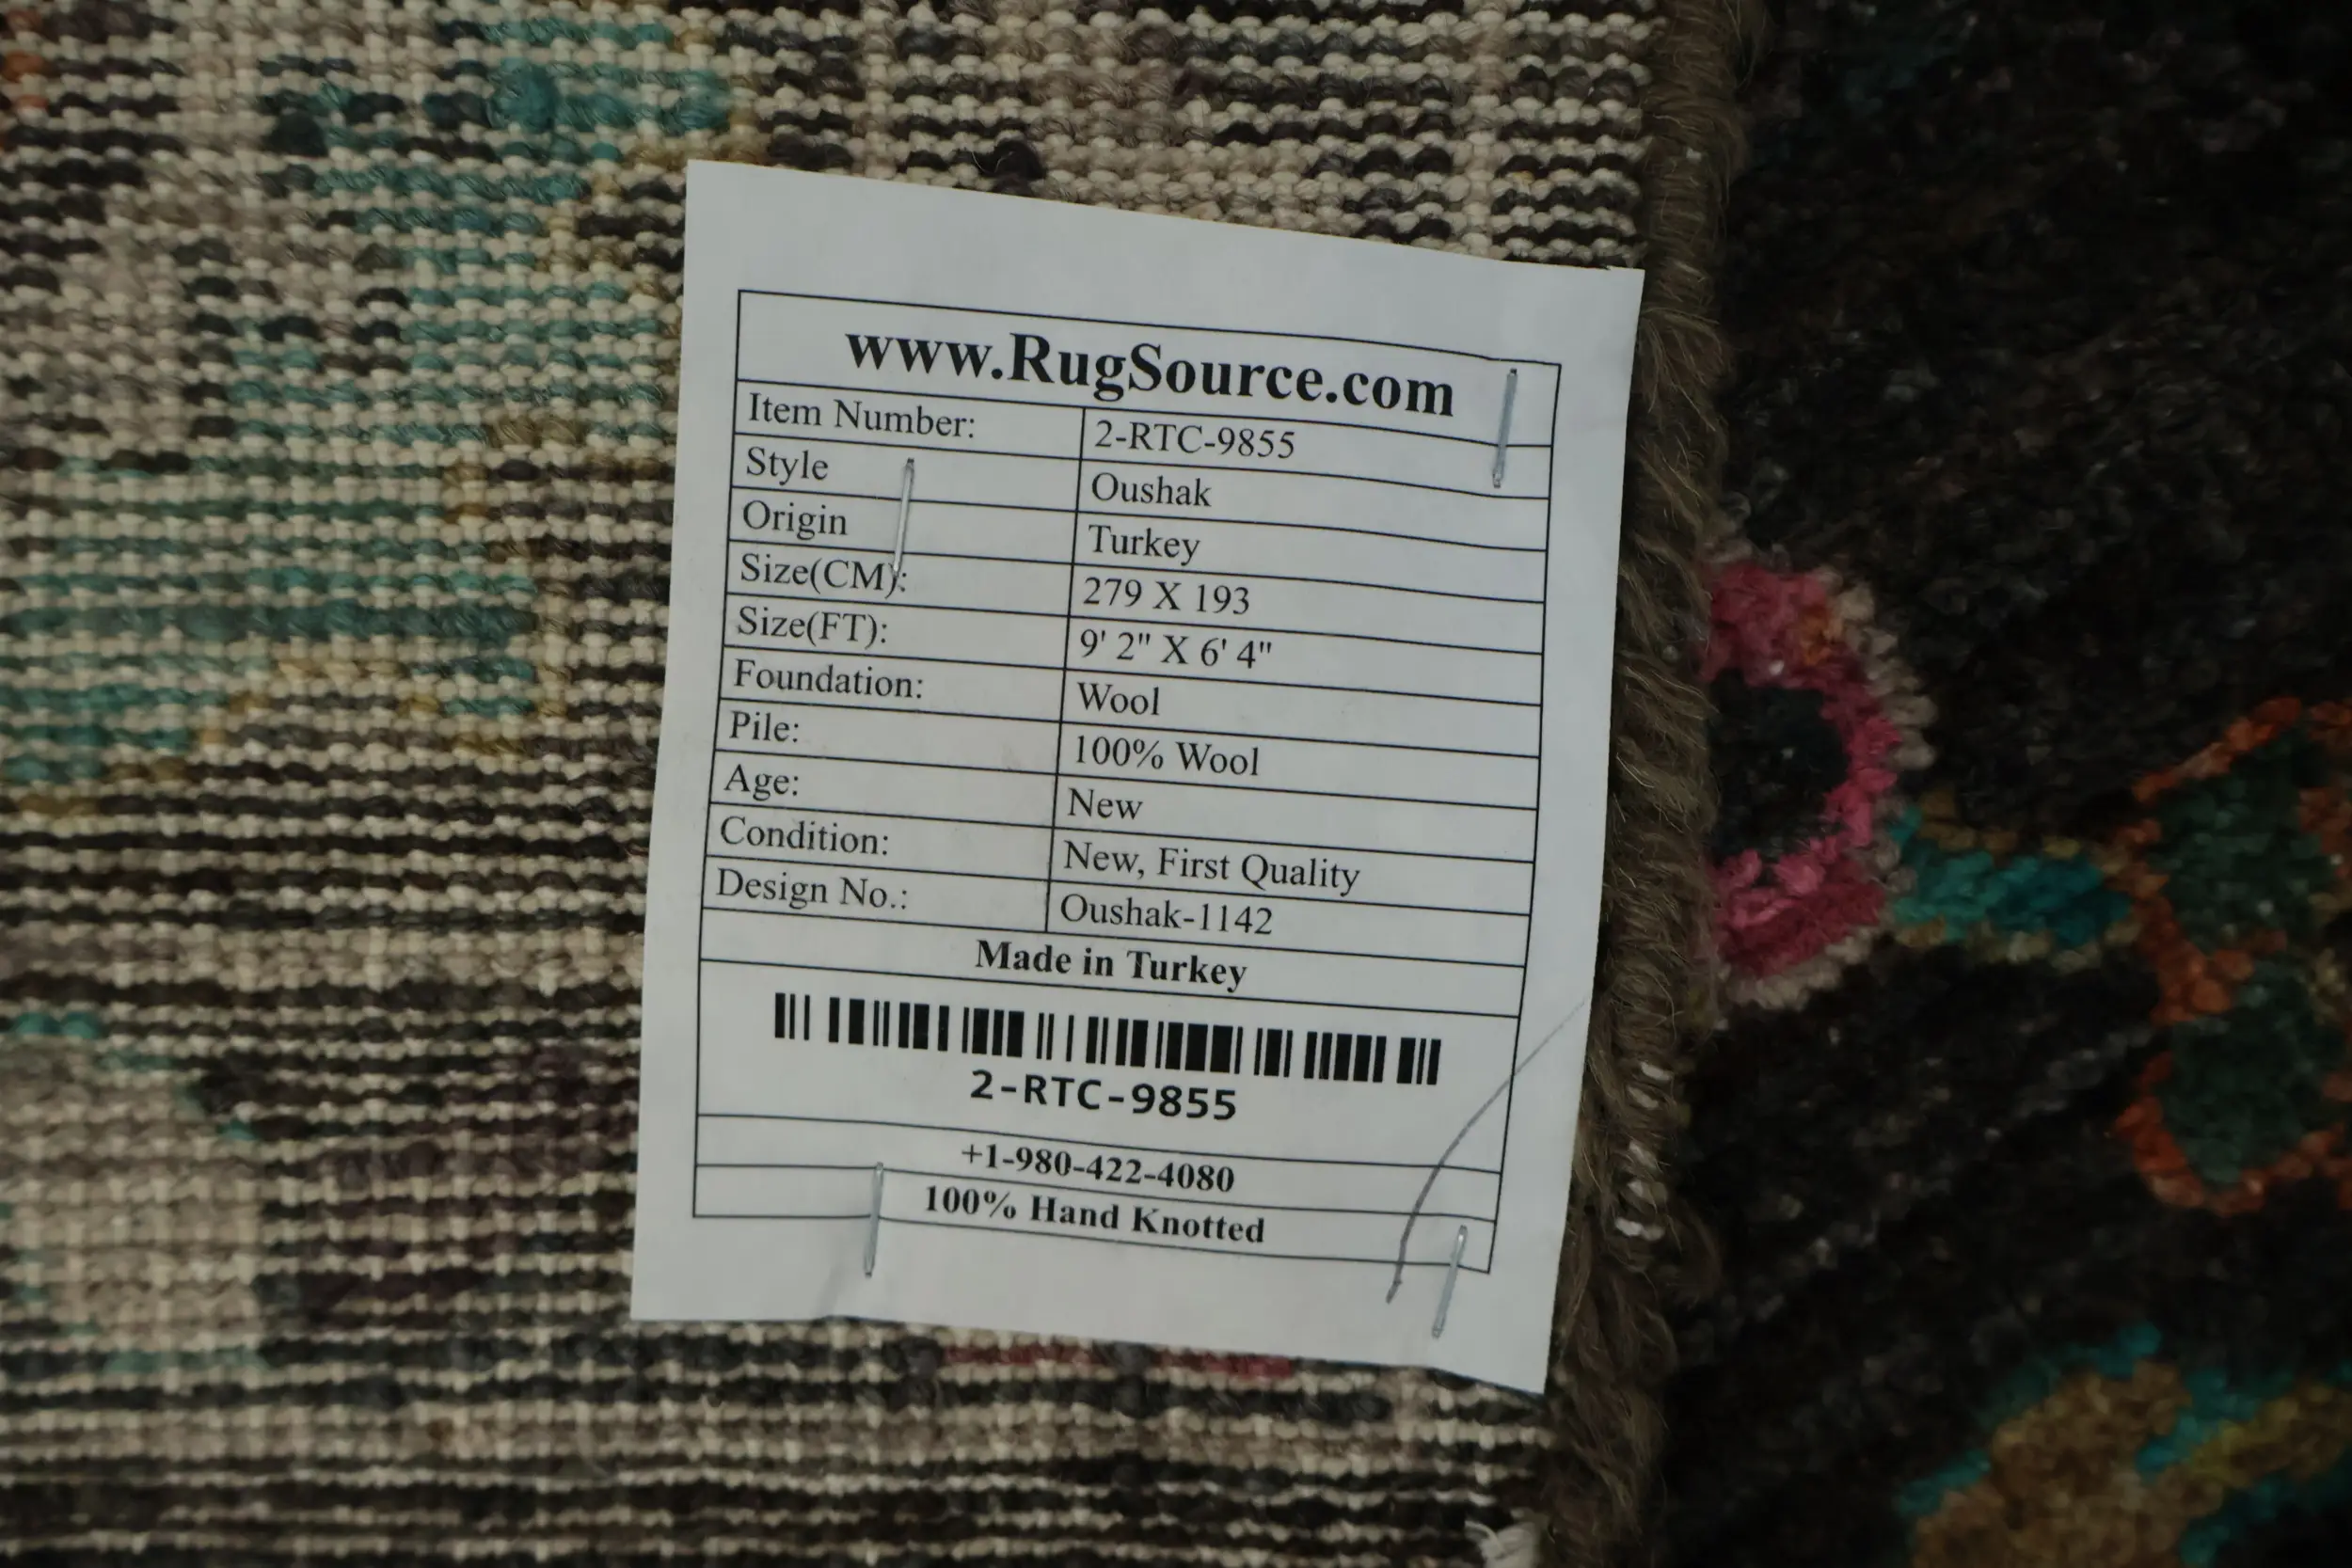 www.RugSource.com
Item Number: 2-RTC-9855
Style Oushak
Origin Turkey
Size(CM): 279 X 193
Size(FT): 9' 2" X 6' 4"
Foundation: Wool
Pile: 100% Wool
Age: New
Condition: New, First Quality
Design No.: Oushak-1142
Made in Turkey
2-RTC-9855
+1-980-422-4080
100% Hand Knotted